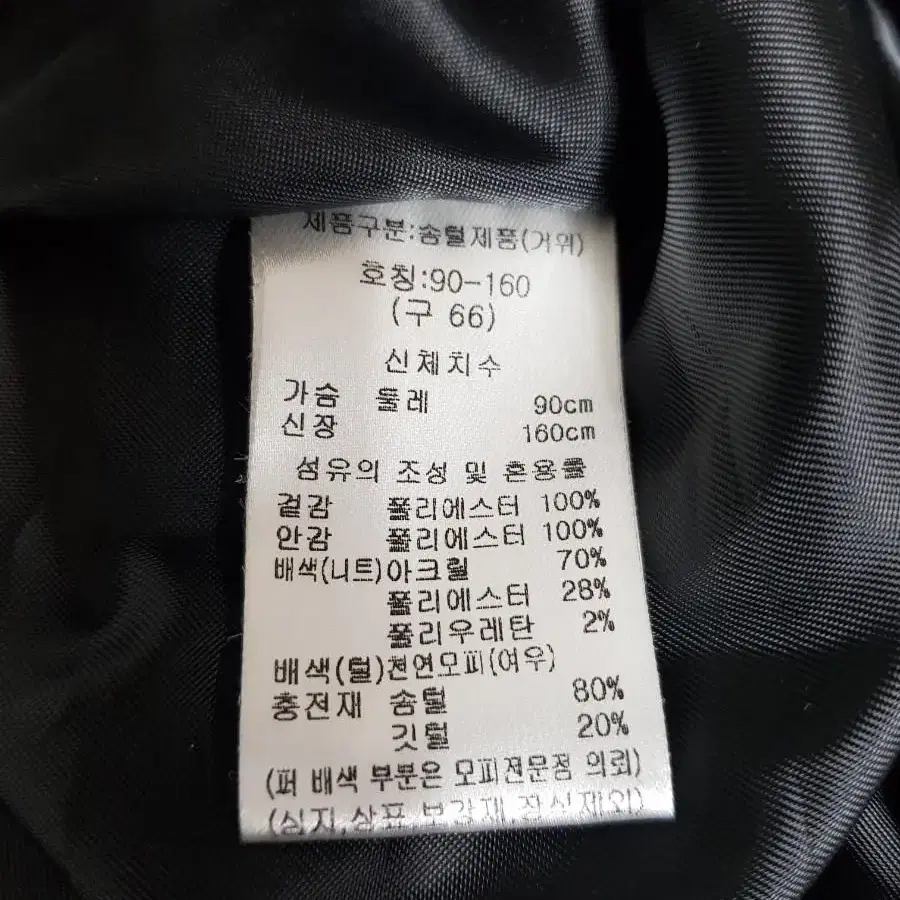 제품구분:솜털제품(거위)
호칭:90-160
(구 66)
신체치수
가슴 둘레 90cm
신장 160cm
섬유의 조성 및 혼용률
겉감 폴리에스터 100%
안감 폴리에스터 100%
배색(니트) 아크릴 70%
폴리에스터 28%
폴리우레탄 2%
배색(털) 천연모피(여우)
충전재 솜털 80%
깃털 20%
(퍼 배색 부분은 모피전문점 의뢰)
(심지,상표,보강재,장식제외)